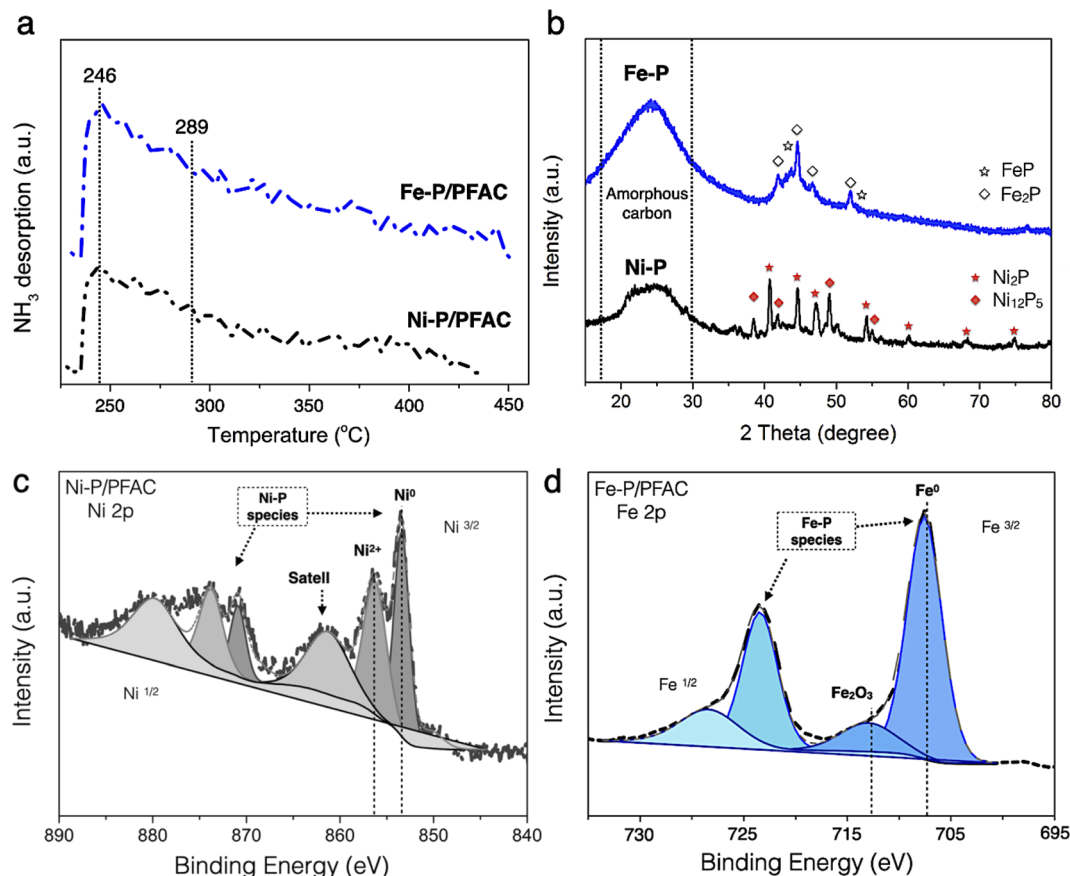 a
246
289
Fe-P/PFAC
Ni-P/PFAC
NH3 desorption (a.u.)
250 300 350 400 450
Temperature (oC)
b
Fe-P
Amorphous
carbon
Ni-P
FeP
Fe2P
Ni2P
Ni12P5
Intensity (a.u.)
20 30 40 50 60 70 80
2 Theta (degree)
c
Ni-P/PFAC
Ni 2p
Ni-P
species
Ni0
Ni 3/2
Ni2+
Satell
Ni 1/2
Intensity (a.u.)
890 880 870 860 850 840
Binding Energy (eV)
d
Fe-P/PFAC
Fe 2p
Fe0
Fe 3/2
Fe-P
species
Fe 1/2
Fe2O3
Intensity (a.u.)
730 725 715 705 695
Binding Energy (eV)